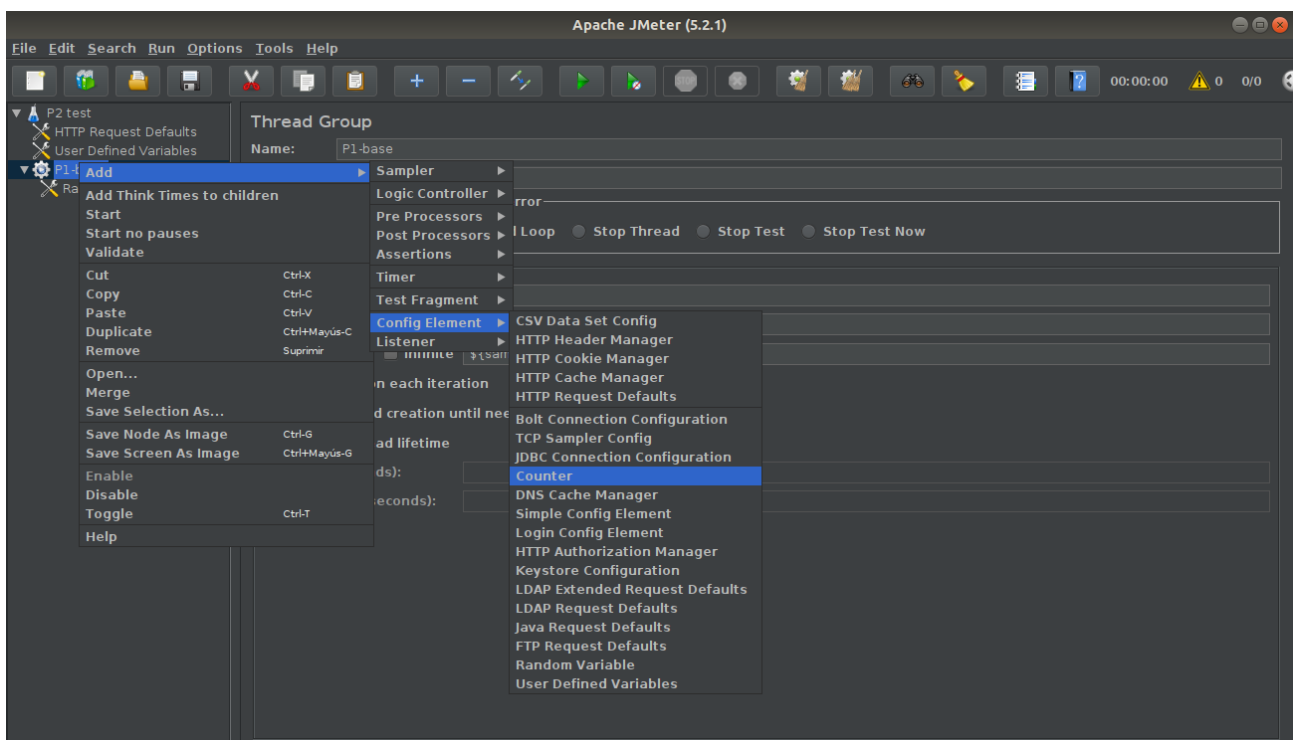 Apache JMeter (5.2.1)
File Edit Search Run Options Tools Help
00:00:00 0 0/0
P2 test
HTTP Request Defaults
User Defined Variables
P1-b
Ra
Thread Group
Name: P1-base
rror
l Loop Stop Thread Stop Test Stop Test Now
Infinite ${sam
on each iteration
d creation until nee
ad lifetime
ds):
seconds):
Add
Add Think Times to children
Start
Start no pauses
Validate
Cut Ctrl-X
Copy Ctrl-C
Paste Ctrl-V
Duplicate Ctrl+Mayús-C
Remove Suprimir
Open...
Merge
Save Selection As...
Save Node As Image Ctrl-G
Save Screen As Image Ctrl+Mayús-G
Enable
Disable
Toggle Ctrl-T
Help
Sampler
Logic Controller
Pre Processors
Post Processors
Assertions
Timer
Test Fragment
Config Element
Listener
CSV Data Set Config
HTTP Header Manager
HTTP Cookie Manager
HTTP Cache Manager
HTTP Request Defaults
Bolt Connection Configuration
TCP Sampler Config
JDBC Connection Configuration
Counter
DNS Cache Manager
Simple Config Element
Login Config Element
HTTP Authorization Manager
Keystore Configuration
LDAP Extended Request Defaults
LDAP Request Defaults
Java Request Defaults
FTP Request Defaults
Random Variable
User Defined Variables